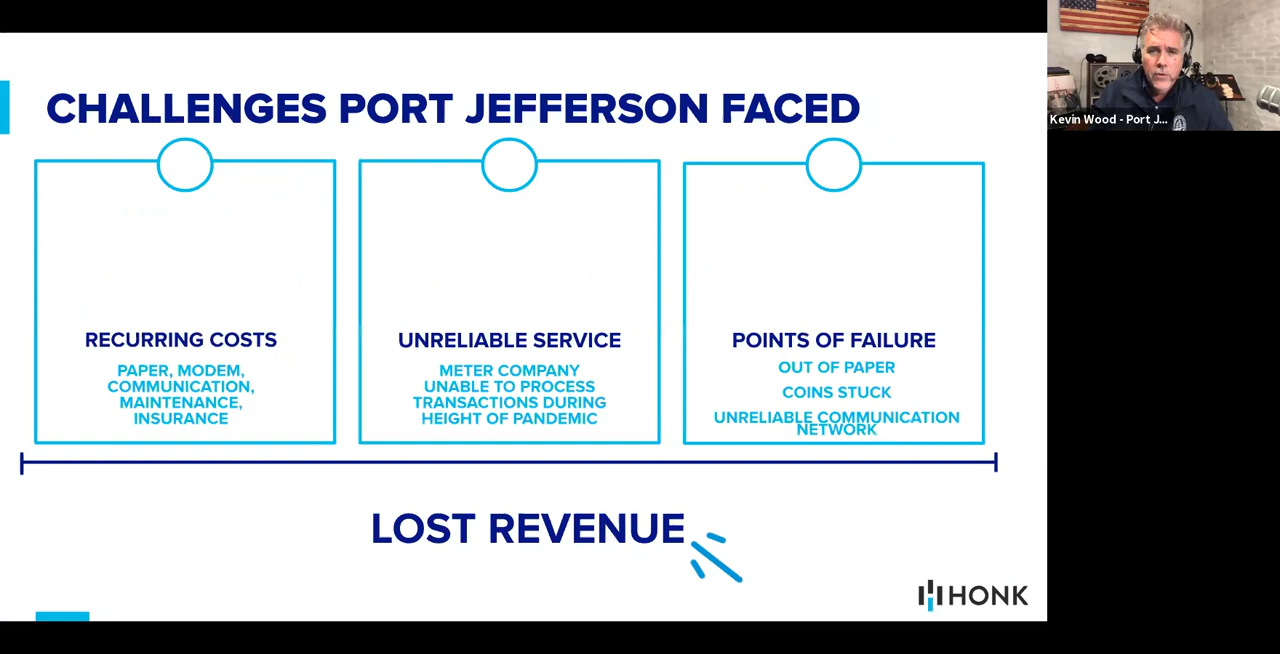 CHALLENGES PORT JEFFERSON FACED
Kevin Wood - Port J...
RECURRING COSTS
PAPER, MODEM,
COMMUNICATION,
MAINTENANCE,
INSURANCE
UNRELIABLE SERVICE
METER COMPANY
UNABLE TO PROCESS
TRANSACTIONS DURING
HEIGHT OF PANDEMIC
POINTS OF FAILURE
OUT OF PAPER
COINS STUCK
UNRELIABLE COMMUNICATION
NETWORK
LOST REVENUE
HONK